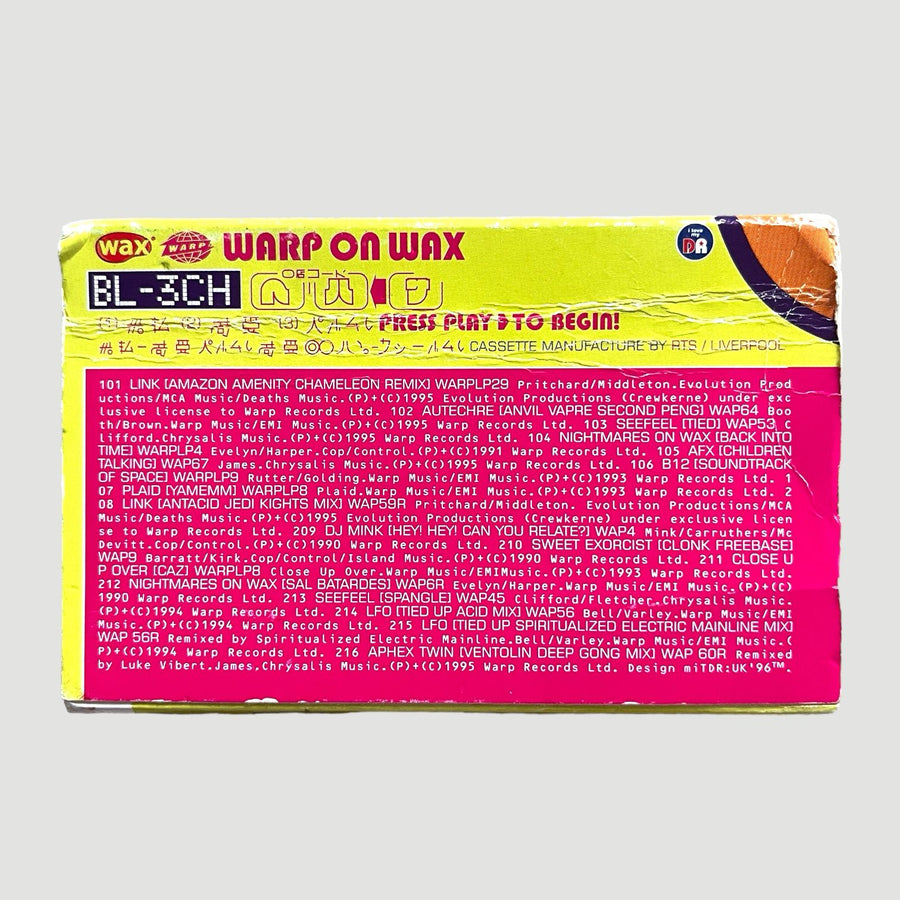 wax
WARP
WARP ON WAX
i love my DR
BL-3CH
コード
(1) (2) (3) PRESS PLAY TO BEGIN!
CASSETTE MANUFACTURE BY RTS / LIVERPOOL
101 LINK [AMAZON AMENITY CHAMELEON REMIX] WARPLP29 Pritchard/Middleton.Evolution Prod
uctions/MCA Music/Deaths Music.(P)+(C)1995 Evolution Productions (Crewkerne) under exc
lusive license to Warp Records Ltd. 102 AUTECHRE [ANVIL VAPRE SECOND PENG] WAP64 Boo
th/Brown.Warp Music/EMI Music.(P)+(C)1995 Warp Records Ltd. 103 SEEFEEL [TIED] WAP53 C
lifford.Chrysalis Music.(P)+(C)1995 Warp Records Ltd. 104 NIGHTMARES ON WAX [BACK INTO
TIME] WARPLP4 Evelyn/Harper.Cop/Control.(P)+(C)1991 Warp Records Ltd. 105 AFX [CHILDREN
TALKING] WAP67 James.Chrysalis Music.(P)+(C)1995 Warp Records Ltd. 106 B12 [SOUNDTRACK
OF SPACE] WARPLP9 Rutter/Golding.Warp Music/EMI Music.(P)+(C)1993 Warp Records Ltd. 1
07 PLAID [YAMEMM] WARPLP8 Plaid.Warp Music/EMI Music.(P)+(C)1993 Warp Records Ltd. 2
08 LINK [ANTACID JEDI KIGHTS MIX] WAP59R Pritchard/Middleton. Evolution Productions/MCA
Music/Deaths Music.(P)+(C)1995 Evolution Productions (Crewkerne) under exclusive licen
se to Warp Records Ltd. 209 DJ MINK [HEY! HEY! CAN YOU RELATE?] WAP4 Mink/Carruthers/Mc
Devitt.Cop/Control.(P)+(C)1990 Warp Records Ltd. 210 SWEET EXORCIST [CLONK FREEBASE]
WAP9 Barratt/Kirk.Cop/Control/Island Music.(P)+(C)1990 Warp Records Ltd. 211 CLOSE U
P OVER [CAZ] WARPLP8 Close Up Over.Warp Music/EMIMusic.(P)+(C)1993 Warp Records Ltd.
212 NIGHTMARES ON WAX [SAL BATARDES] WAP6R Evelyn/Harper.Warp Music/EMI Music.(P)+(C)
1990 Warp Records Ltd. 213 SEEFEEL [SPANGLE] WAP45 Clifford/Fletcher.Chrysalis Music.
(P)+(C)1994 Warp Records Ltd. 214 LFO [TIED UP ACID MIX] WAP56 Bell/Varley.Warp Music/EMI
Music.(P)+(C)1994 Warp Records Ltd. 215 LFO [TIED UP SPIRITUALIZED ELECTRIC MAINLINE MIX]
WAP 56R Remixed by Spiritualized Electric Mainline.Bell/Varley.Warp Music/EMI Music.(
P)+(C)1994 Warp Records Ltd. 216 APHEX TWIN [VENTOLIN DEEP GONG MIX] WAP 60R Remixed
by Luke Vibert.James.Chrysalis Music.(P)+(C)1995 Warp Records Ltd. Design miTDR:UK'96™.